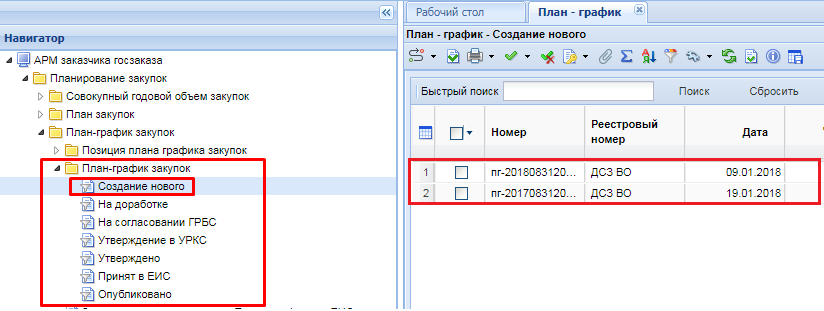 Рабочий стол
План - график
Навигатор
План - график - Создание нового
АРМ заказчика госзаказа
Планирование закупок
Совокупный годовой объем закупок
План закупок
План-график закупок
Позиция плана графика закупок
План-график закупок
Создание нового
На доработке
На согласовании ГРБС
Утверждение в УРКС
Утверждено
Принят в ЕИС
Опубликовано
Быстрый поиск
Поиск
Сбросить
Номер
Реестровый номер
Дата
1 пг-2018083120... ДСЗ ВО 09.01.2018
2 пг-2017083120... ДСЗ ВО 19.01.2018